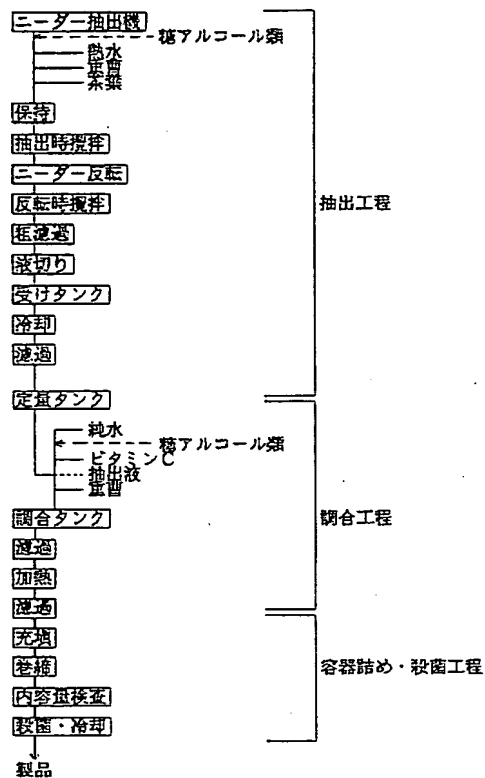 ニーダー抽出機
糖アルコール類
熱水
重曹
茶葉
保持
抽出時攪拌
ニーダー反転
反転時攪拌
粗濾過
液切り
受けタンク
冷却
濾過
抽出工程
定量タンク
純水
糖アルコール類
ビタミンC
抽出液
重曹
調合タンク
調合工程
濾過
加熱
濾過
充填
巻締
容器詰め・殺菌工程
内容量検査
殺菌・冷却
製品